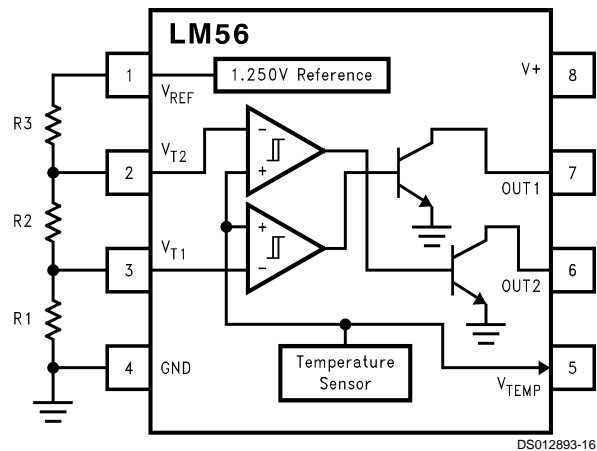 LM56
1
1.250V Reference
V+
8
VREF
R3
2
VT2
−
+
7
OUT1
R2
3
VT1
+
−
6
OUT2
R1
4
GND
Temperature
Sensor
5
VTEMP
DS012893-16